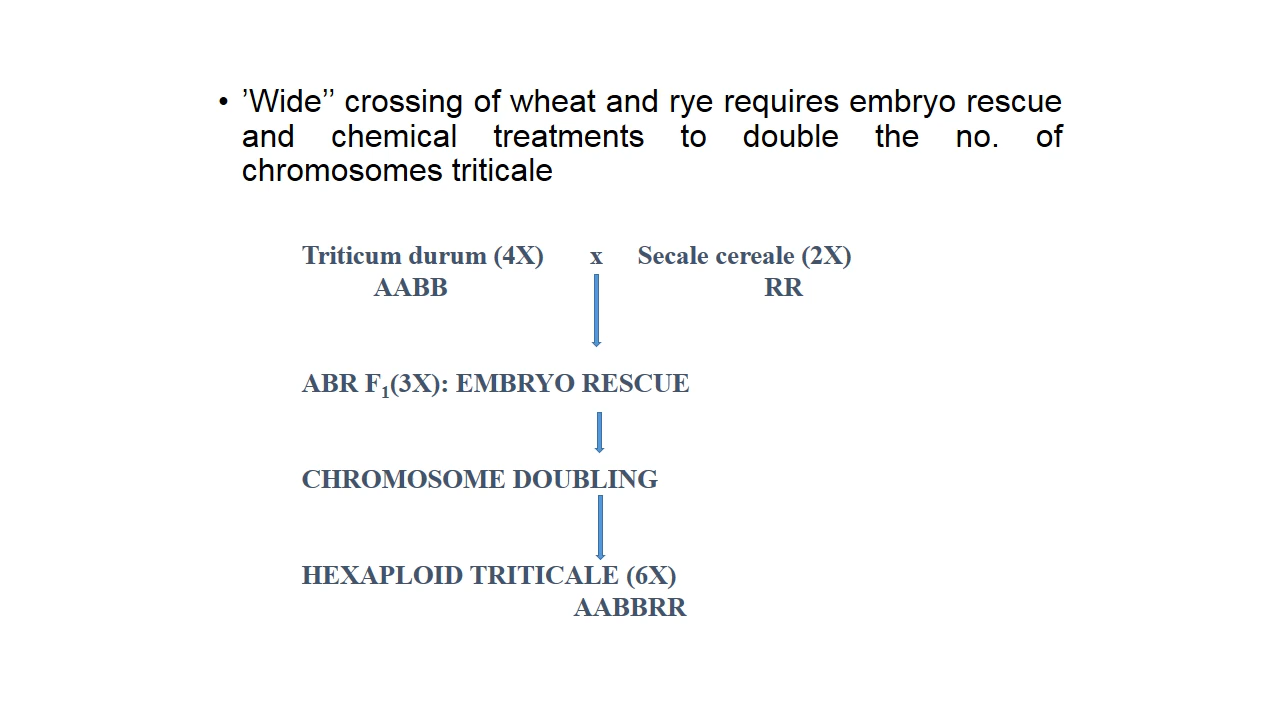 • ’Wide’’ crossing of wheat and rye requires embryo rescue
and chemical treatments to double the no. of
chromosomes triticale
Triticum durum (4X) x Secale cereale (2X)
AABB RR
ABR F₁(3X): EMBRYO RESCUE
CHROMOSOME DOUBLING
HEXAPLOID TRITICALE (6X)
AABBRR